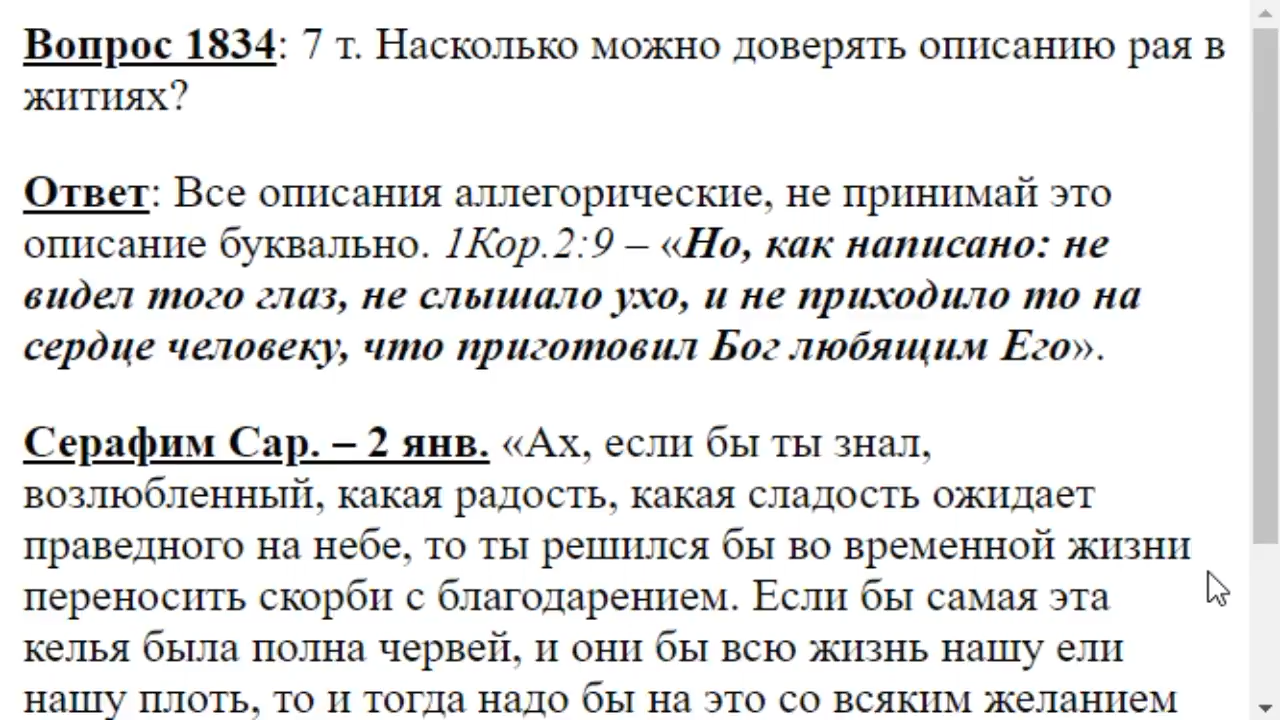 Вопрос 1834: 7 т. Насколько можно доверять описанию рая в
житиях?
Ответ: Все описания аллегорические, не принимай это
описание буквально. 1Кор.2:9 – «Но, как написано: не
видел того глаз, не слышало ухо, и не приходило то на
сердце человеку, что приготовил Бог любящим Его».
Серафим Сар. – 2 янв. «Ах, если бы ты знал,
возлюбленный, какая радость, какая сладость ожидает
праведного на небе, то ты решился бы во временной жизни
переносить скорби с благодарением. Если бы самая эта
келья была полна червей, и они бы всю жизнь нашу ели
нашу плоть, то и тогда надо бы на это со всяким желанием